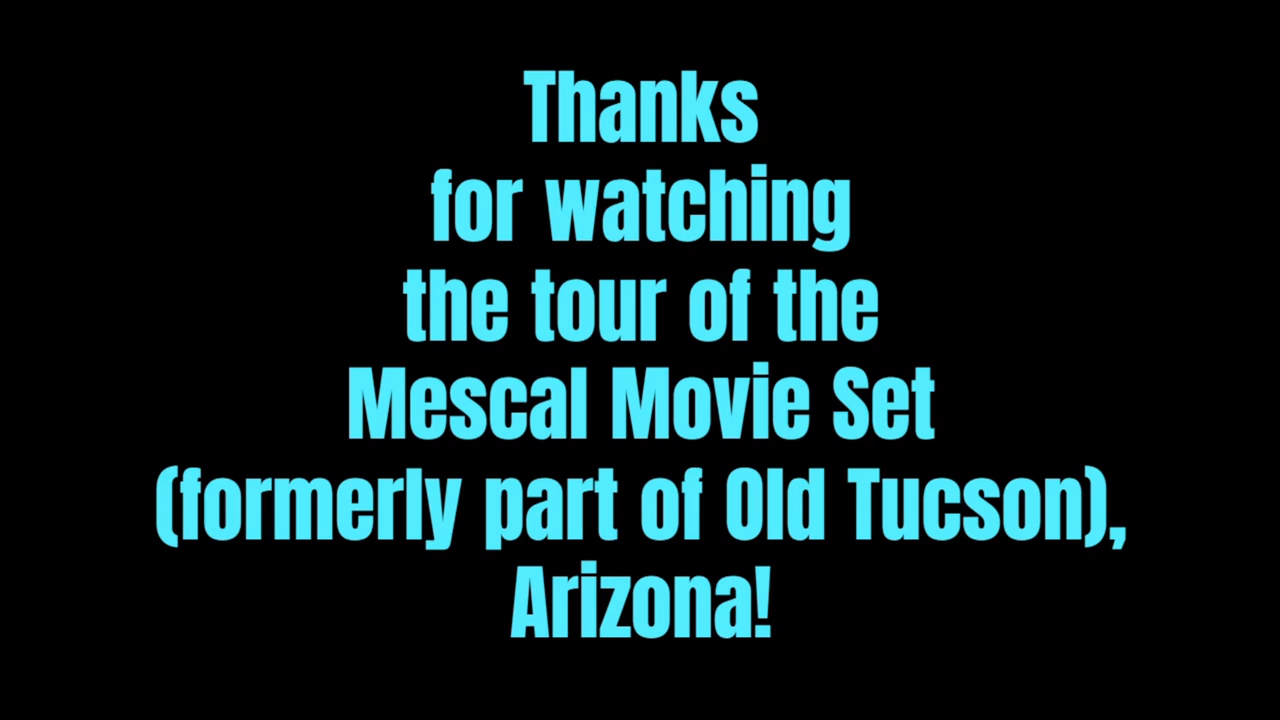 Thanks
for watching
the tour of the
Mescal Movie Set
(formerly part of Old Tucson),
Arizona!